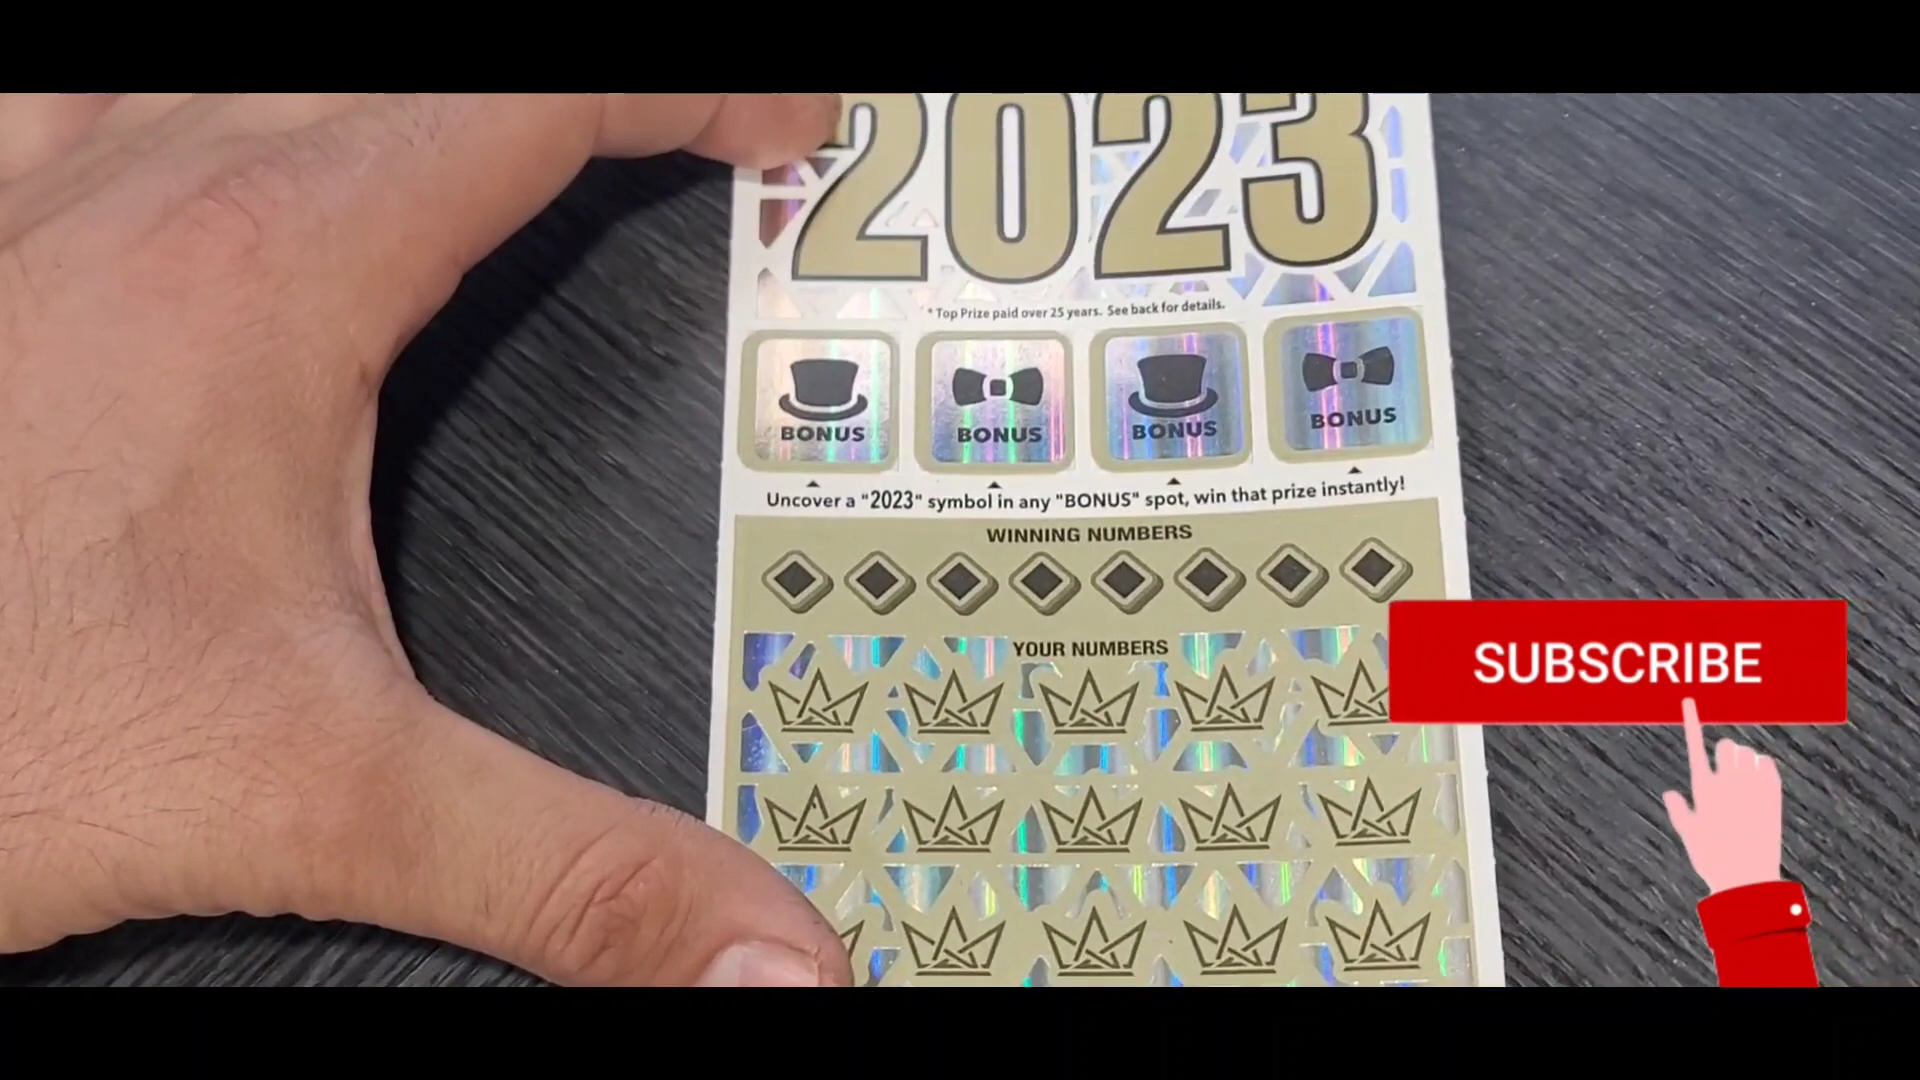 2023
* Top Prize paid over 25 years. See back for details.
BONUS BONUS BONUS BONUS
Uncover a "2023" symbol in any "BONUS" spot, win that prize instantly!
WINNING NUMBERS
YOUR NUMBERS
SUBSCRIBE